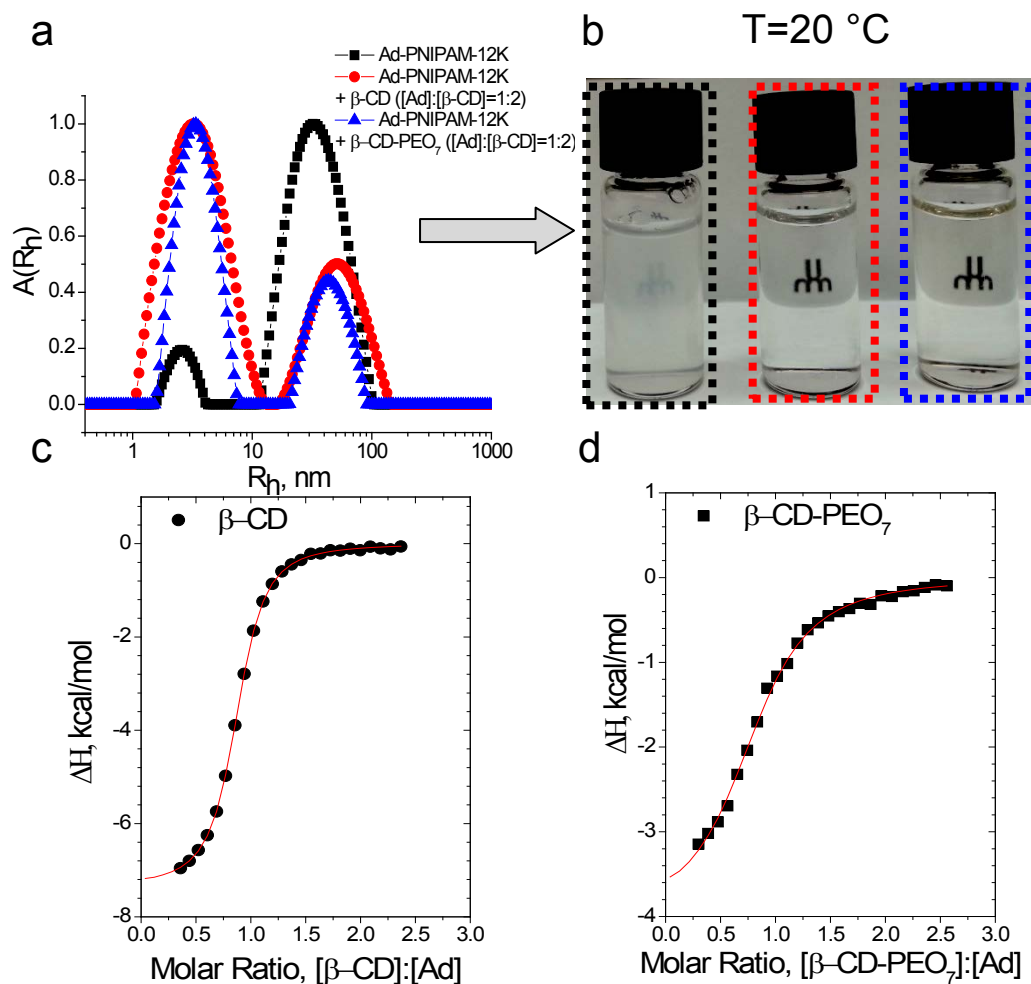 a
Ad-PNIPAM-12K
Ad-PNIPAM-12K
+ β-CD ([Ad]:[β-CD]=1:2)
Ad-PNIPAM-12K
+ β-CD-PEO₇ ([Ad]:[β-CD]=1:2)
1.0
0.8
0.6
0.4
0.2
0.0
A(Rₕ)
1 10 100 1000
Rₕ, nm
b
T=20 °C
c
β–CD
0
-2
-4
-6
-8
ΔH, kcal/mol
0.0 0.5 1.0 1.5 2.0 2.5 3.0
Molar Ratio, [β–CD]:[Ad]
d
β–CD-PEO₇
1
0
-1
-2
-3
-4
ΔH, kcal/mol
0.0 0.5 1.0 1.5 2.0 2.5 3.0
Molar Ratio, [β–CD-PEO₇]:[Ad]